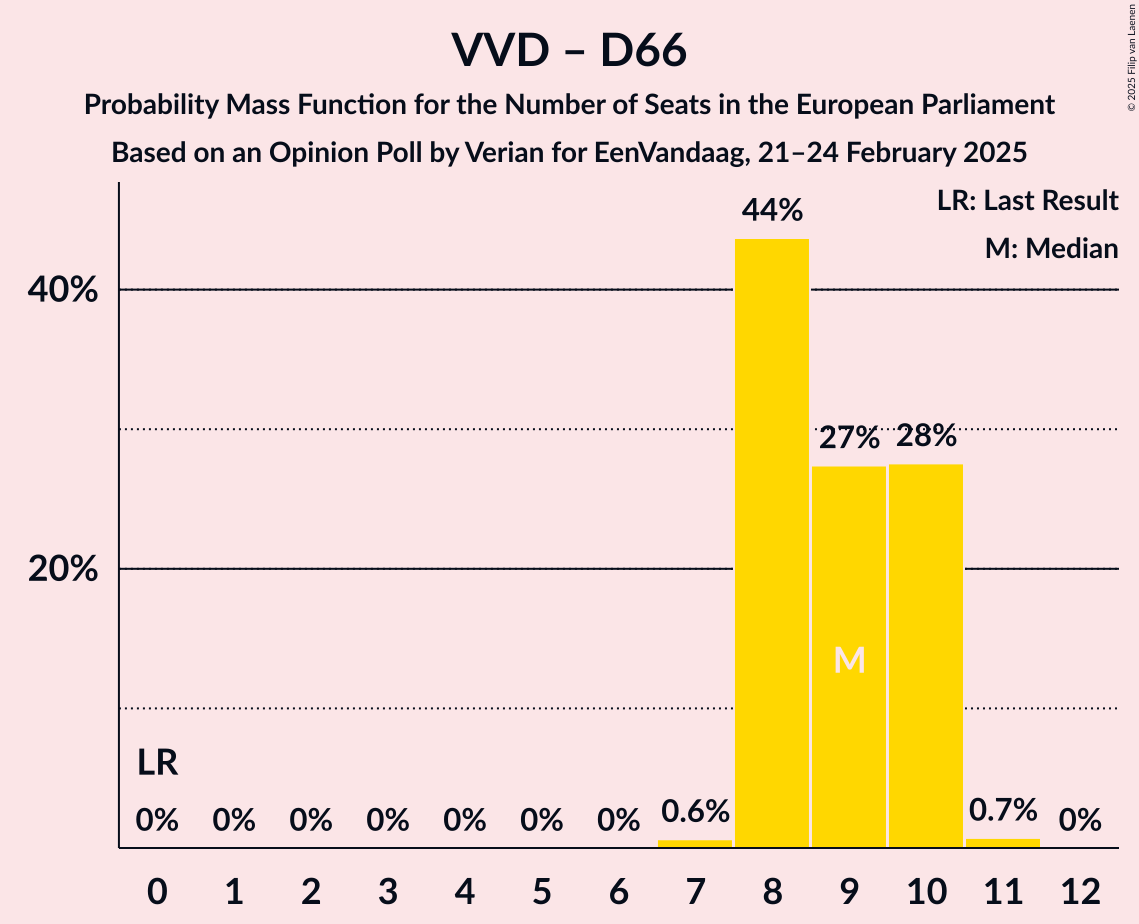 VVD – D66
Probability Mass Function for the Number of Seats in the European Parliament
Based on an Opinion Poll by Verian for EenVandaag, 21–24 February 2025
© 2025 Filip van Laenen
LR: Last Result
M: Median
44%
40%
27% 28%
20%
M
LR
0% 0% 0% 0% 0% 0% 0% 0.6% 0.7% 0%
0 1 2 3 4 5 6 7 8 9 10 11 12